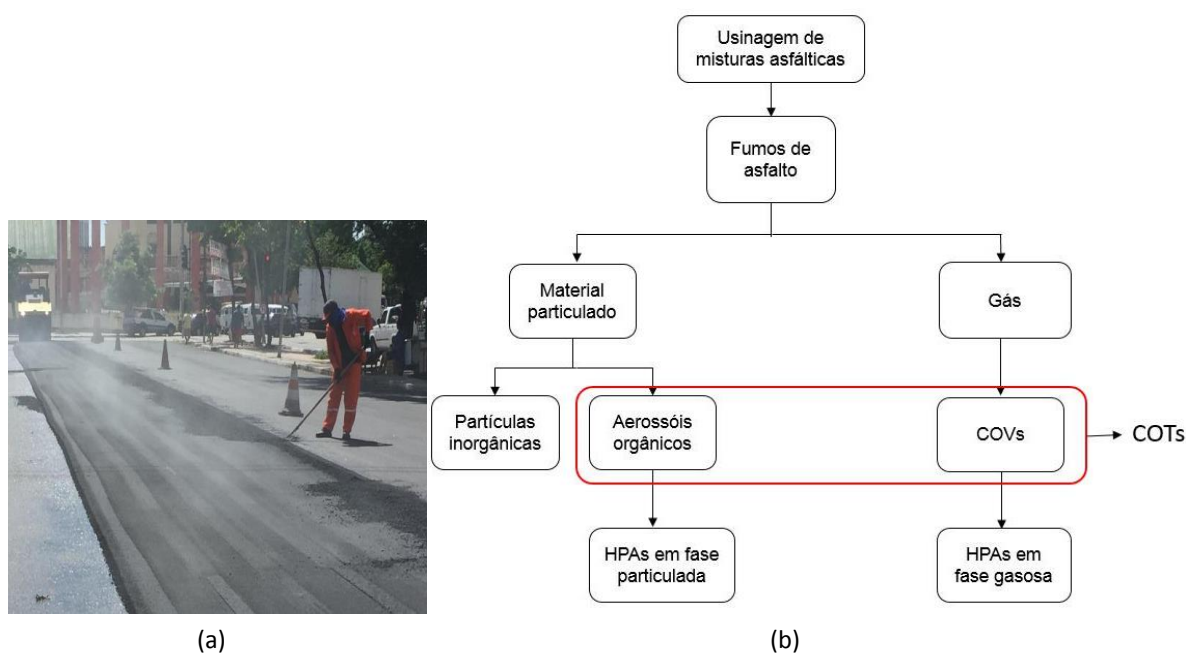 Usinagem de
misturas asfálticas
Fumos de
asfalto
Material
particulado
Gás
Partículas
inorgânicas
Aerossóis
orgânicos
COVs
COTs
HPAs em fase
particulada
HPAs em
fase gasosa
(a)
(b)